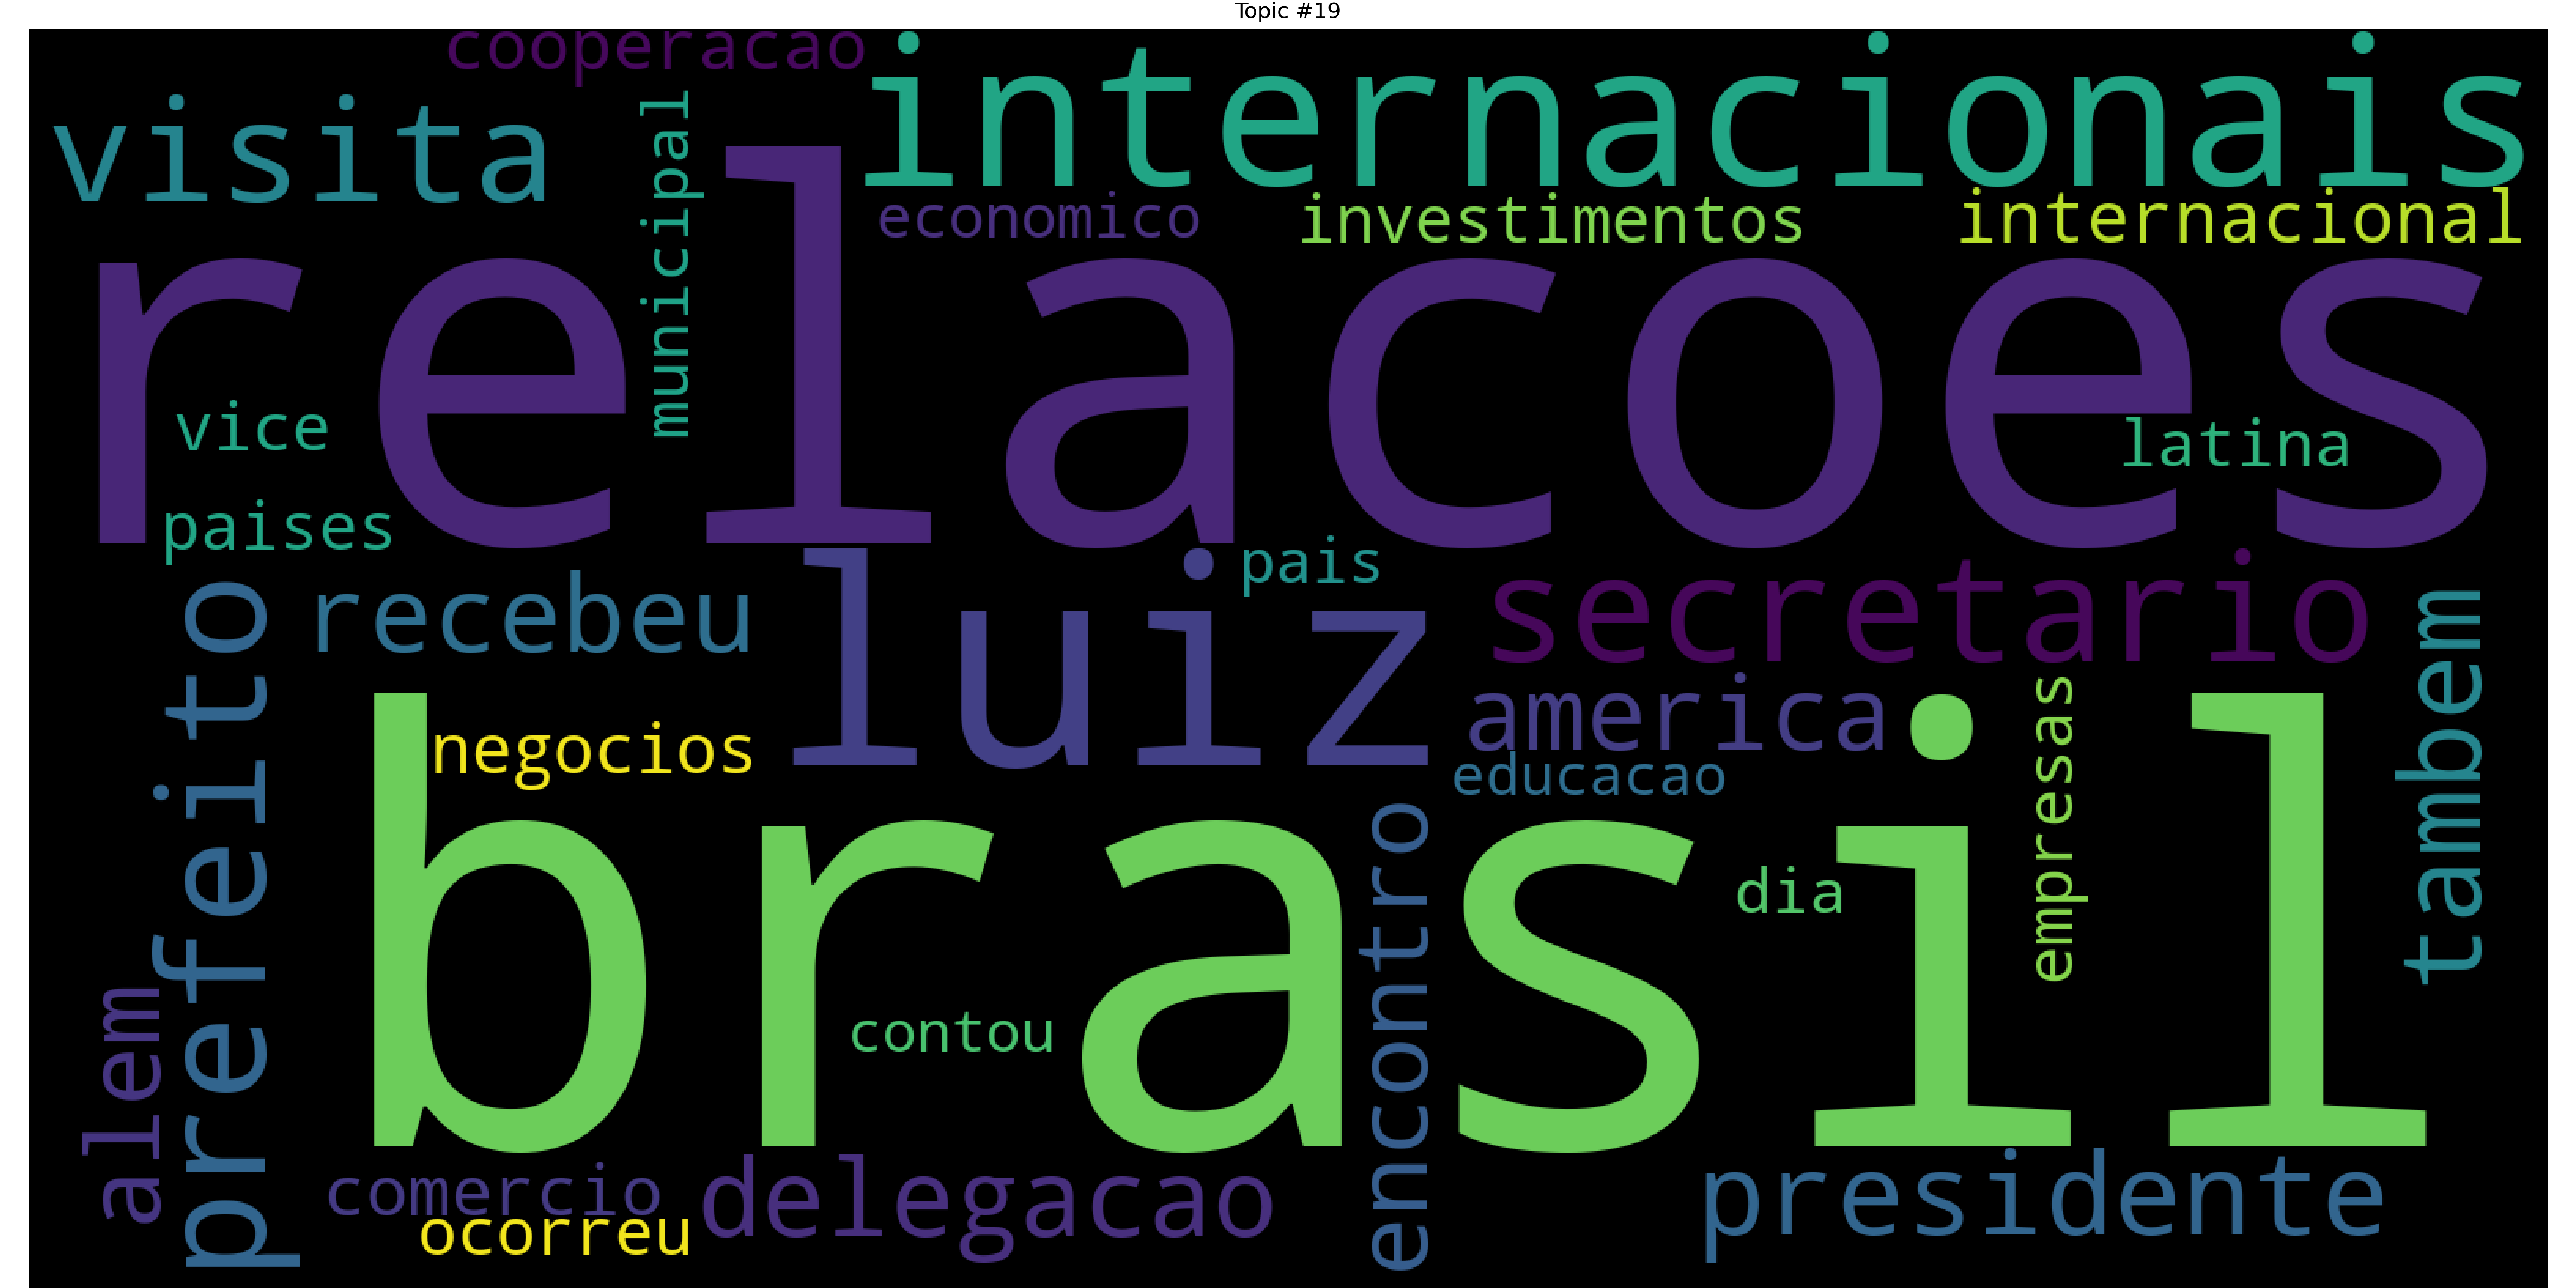 Topic #19
cooperacao
internacionais
visita
municipal
economico
investimentos
internacional
relacoes
vice
latina
paises
pais
luiz
recebeu
secretario
prefeito
tambem
america
empresas
negocios
educacao
brasil
encontro
dia
contou
alem
comercio
delegacao
presidente
ocorreu